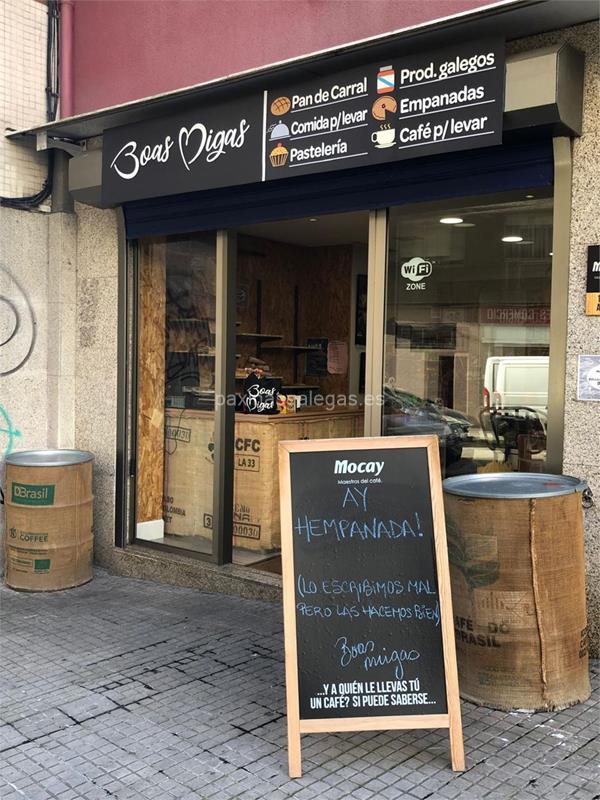 Boas Migas
Pan de Carral
Comida p/ levar
Pastelería
Prod. galegos
Empanadas
Café p/ levar
WiFi
ZONE
Boas
Migas
paxinasgalegas.es
CFC
LA 33
Brasil
COFFEE
CAFÉ DO
BRASIL
Mocay
Maestros del café.
AY
HEMPANADA!
(LO ESCRIBIMOS MAL
PERO LAS HACEMOS BIEN)
Boas
migas
...Y A QUIÉN LE LLEVAS TÚ
UN CAFÉ? SI PUEDE SABERSE...